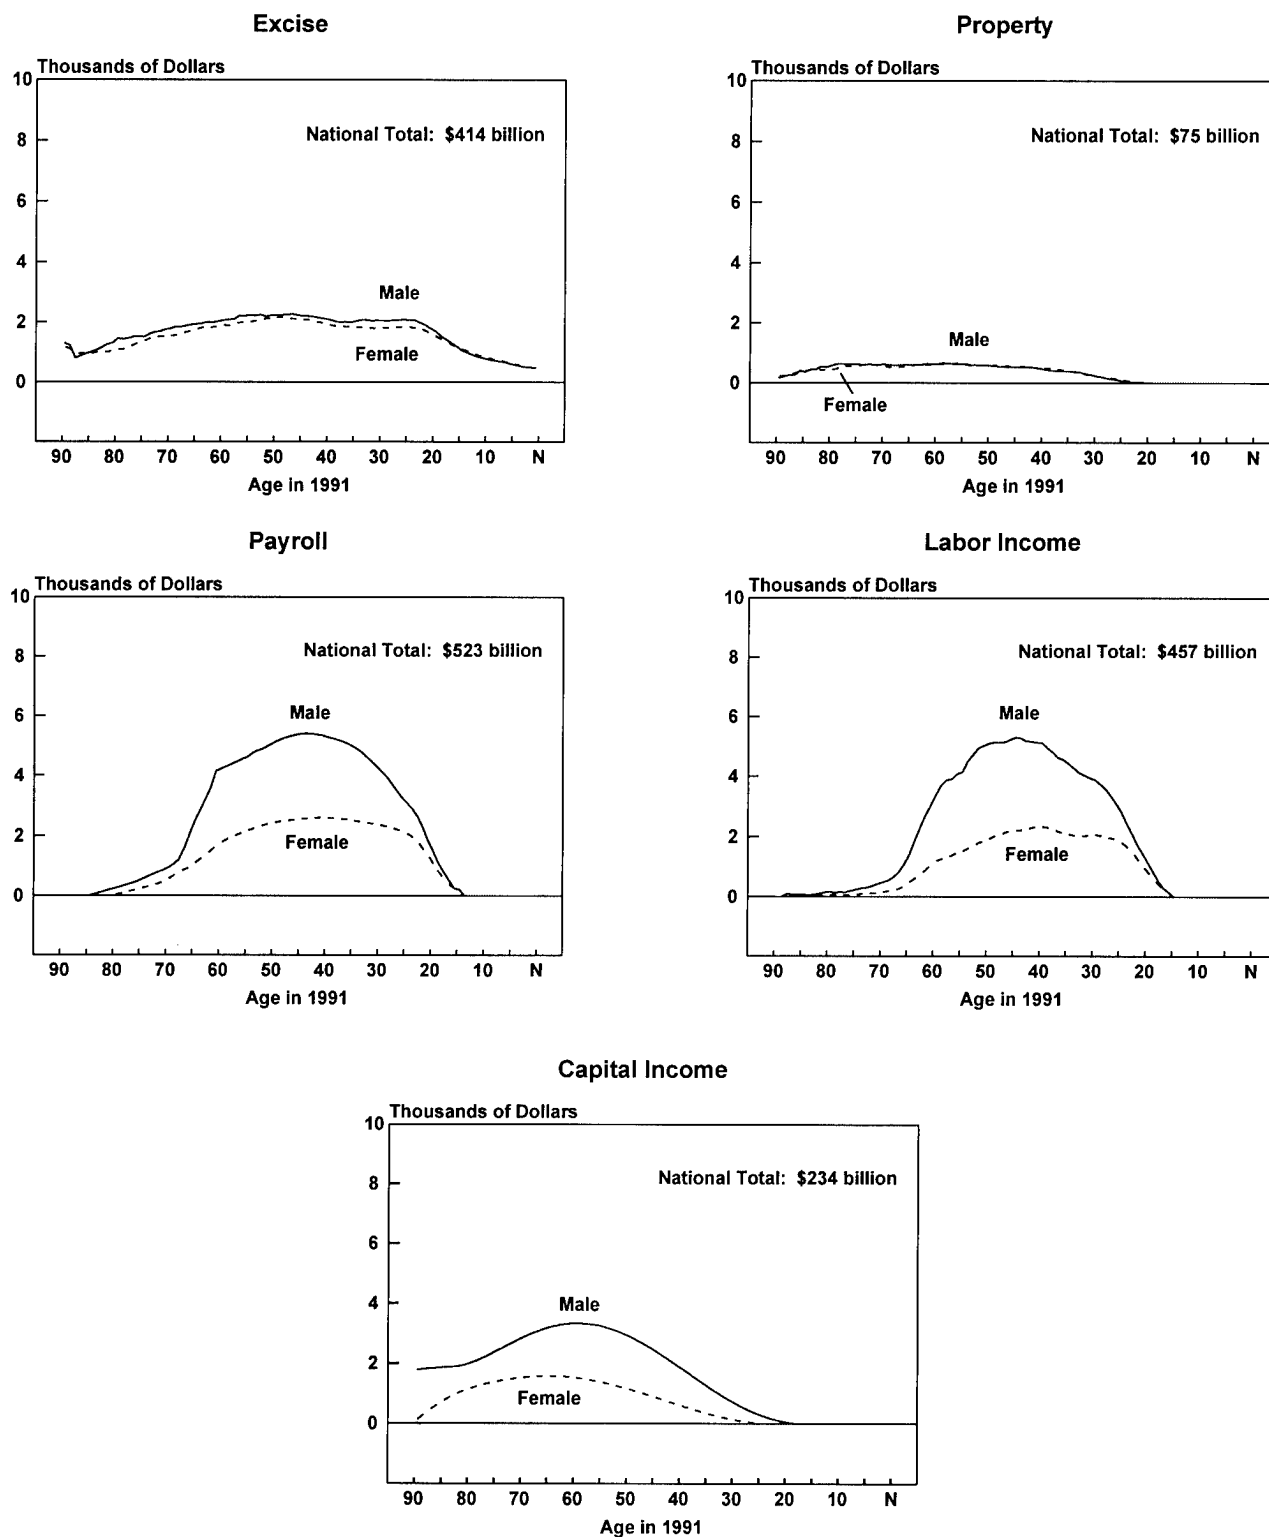 Excise
Thousands of Dollars
10
National Total: $414 billion
8
6
4
Male
2
Female
0
90 80 70 60 50 40 30 20 10 N
Age in 1991
Property
Thousands of Dollars
10
National Total: $75 billion
8
6
4
2
Male
0
Female
90 80 70 60 50 40 30 20 10 N
Age in 1991
Payroll
Thousands of Dollars
10
National Total: $523 billion
8
6
Male
4
2
Female
0
90 80 70 60 50 40 30 20 10 N
Age in 1991
Labor Income
Thousands of Dollars
10
National Total: $457 billion
8
6
Male
4
2
Female
0
90 80 70 60 50 40 30 20 10 N
Age in 1991
Capital Income
Thousands of Dollars
10
National Total: $234 billion
8
6
4
Male
2
Female
0
90 80 70 60 50 40 30 20 10 N
Age in 1991